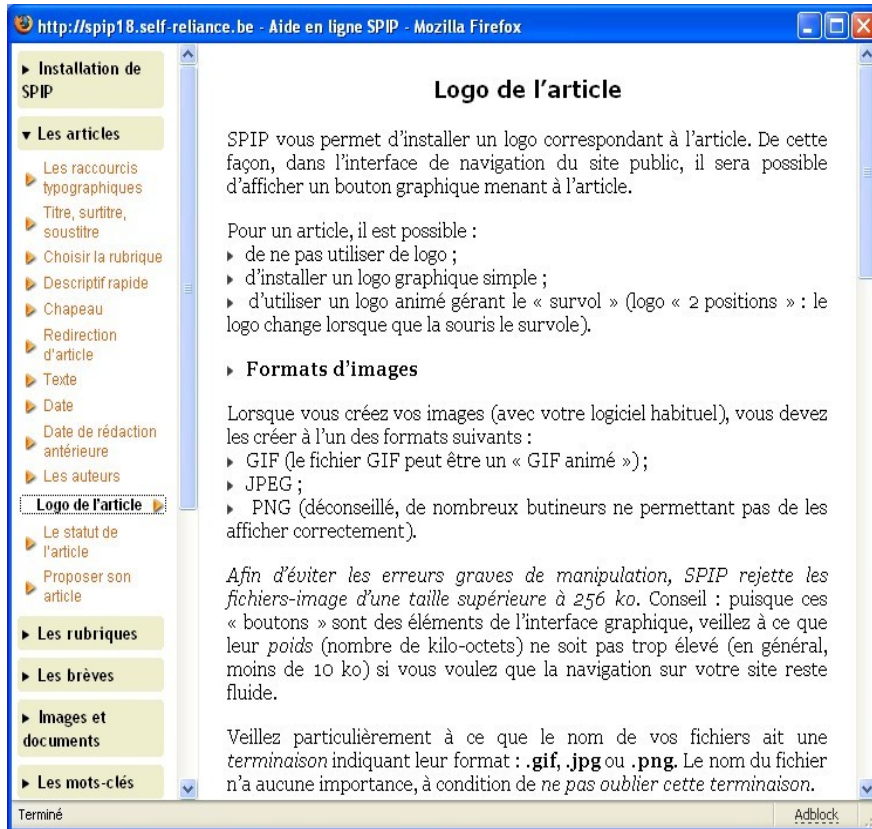 http://spip18.self-reliance.be - Aide en ligne SPIP - Mozilla Firefox
Installation de
SPIP
Les articles
Les raccourcis
typographiques
Titre, surtitre,
soustitre
Choisir la rubrique
Descriptif rapide
Chapeau
Redirection
d'article
Texte
Date
Date de rédaction
antérieure
Les auteurs
Logo de l'article
Le statut de
l'article
Proposer son
article
Les rubriques
Les brèves
Images et
documents
Les mots-clés
Logo de l'article
SPIP vous permet d'installer un logo correspondant à l'article. De cette
façon, dans l'interface de navigation du site public, il sera possible
d'afficher un bouton graphique menant à l'article.
Pour un article, il est possible :
de ne pas utiliser de logo ;
d'installer un logo graphique simple ;
d'utiliser un logo animé gérant le « survol » (logo « 2 positions » : le
logo change lorsque que la souris le survole).
Formats d'images
Lorsque vous créez vos images (avec votre logiciel habituel), vous devez
les créer à l'un des formats suivants :
GIF (le fichier GIF peut être un « GIF animé ») ;
JPEG ;
PNG (déconseillé, de nombreux butineurs ne permettant pas de les
afficher correctement).
Afin d'éviter les erreurs graves de manipulation, SPIP rejette les
fichiers-image d'une taille supérieure à 256 ko. Conseil : puisque ces
« boutons » sont des éléments de l'interface graphique, veillez à ce que
leur poids (nombre de kilo-octets) ne soit pas trop élevé (en général,
moins de 10 ko) si vous voulez que la navigation sur votre site reste
fluide.
Veillez particulièrement à ce que le nom de vos fichiers ait une
terminaison indiquant leur format : .gif, .jpg ou .png. Le nom du fichier
n'a aucune importance, à condition de ne pas oublier cette terminaison.
Terminé
Adblock